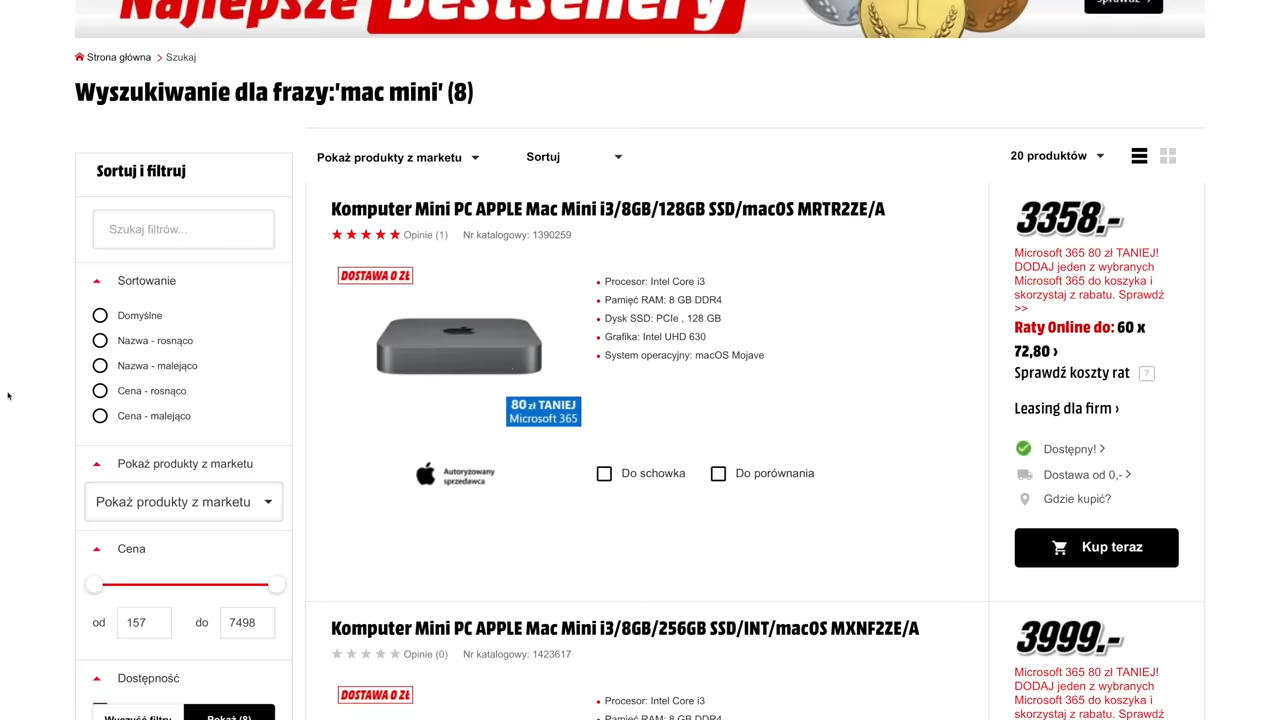 Najlepsze bestsellery
Sprawdź >
Strona główna > Szukaj
Wyszukiwanie dla frazy:'mac mini' (8)
Sortuj i filtruj
Szukaj filtrów...
Sortowanie
Domyślne
Nazwa - rosnąco
Nazwa - malejąco
Cena - rosnąco
Cena - malejąco
Pokaż produkty z marketu
Pokaż produkty z marketu
Cena
od 157 do 7498
Dostępność
Wyczyść filtry Pokaż (8)
Pokaż produkty z marketu Sortuj 20 produktów
Komputer Mini PC APPLE Mac Mini i3/8GB/128GB SSD/macOS MRTR2ZE/A
Opinie (1) Nr katalogowy: 1390259
DOSTAWA 0 ZŁ
80 zł TANIEJ
Microsoft 365
Autoryzowany
sprzedawca
• Procesor: Intel Core i3
• Pamięć RAM: 8 GB DDR4
• Dysk SSD: PCIe , 128 GB
• Grafika: Intel UHD 630
• System operacyjny: macOS Mojave
Do schowka Do porównania
3358,-
Microsoft 365 80 zł TANIEJ!
DODAJ jeden z wybranych
Microsoft 365 do koszyka i
skorzystaj z rabatu. Sprawdź
>>
Raty Online do: 60 x
72,80 ›
Sprawdź koszty rat ?
Leasing dla firm ›
Dostępny! >
Dostawa od 0,- >
Gdzie kupić?
Kup teraz
Komputer Mini PC APPLE Mac Mini i3/8GB/256GB SSD/INT/macOS MXNF2ZE/A
Opinie (0) Nr katalogowy: 1423617
DOSTAWA 0 ZŁ
• Procesor: Intel Core i3
• Pamięć RAM: 8 GB DDR4
3999,-
Microsoft 365 80 zł TANIEJ!
DODAJ jeden z wybranych
Microsoft 365 do koszyka i
skorzystaj z rabatu. Sprawdź